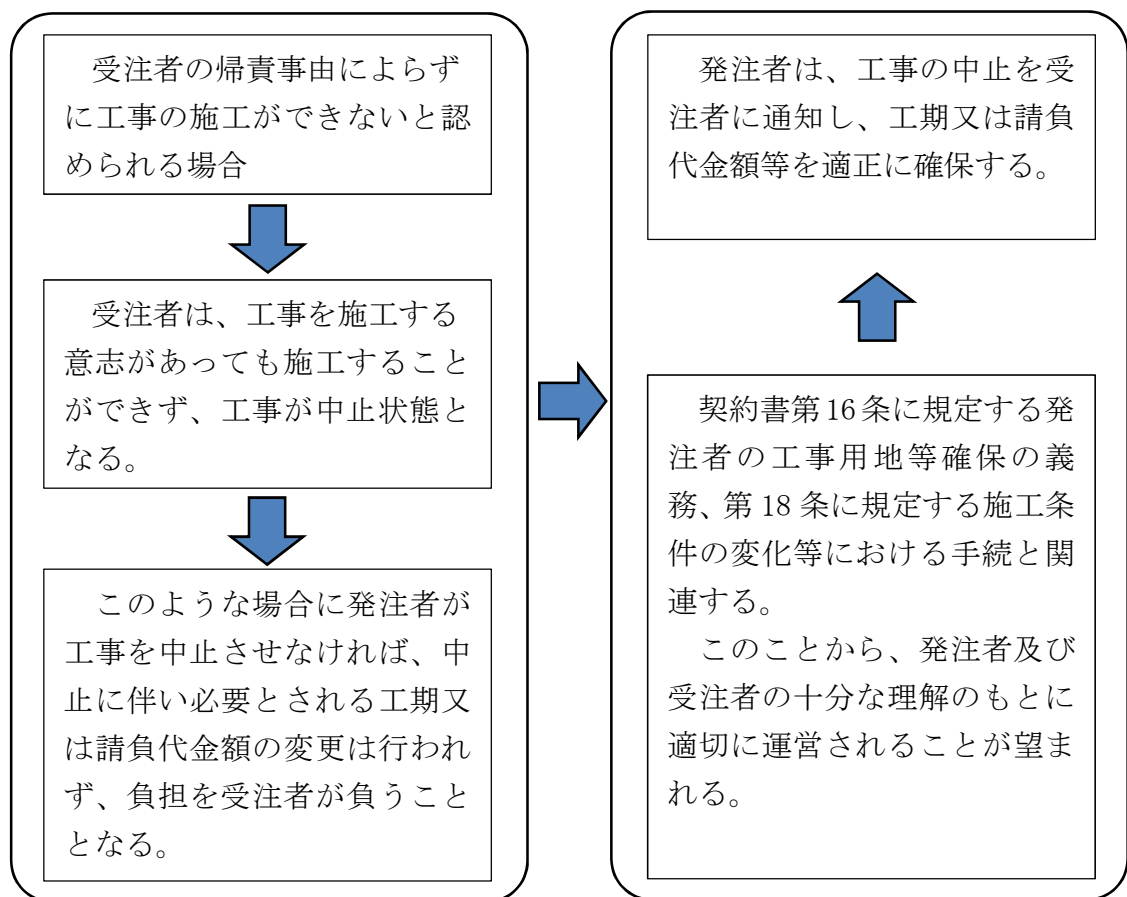 受注者の帰責事由によらず
に工事の施工ができないと認
められる場合
受注者は、工事を施工する
意志があっても施工すること
ができず、工事が中止状態と
なる。
このような場合に発注者が
工事を中止させなければ、中
止に伴い必要とされる工期又
は請負代金額の変更は行われ
ず、負担を受注者が負うこと
となる。
契約書第16条に規定する発
注者の工事用地等確保の義
務、第18条に規定する施工条
件の変化等における手続と関
連する。
このことから、発注者及び
受注者の十分な理解のもとに
適切に運営されることが望ま
れる。
発注者は、工事の中止を受
注者に通知し、工期又は請負
代金額等を適正に確保する。